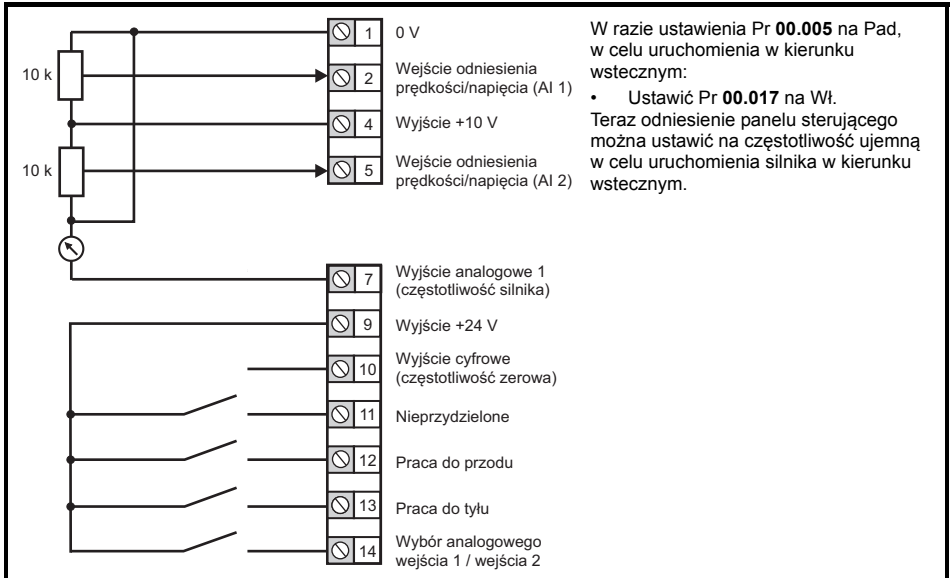 1 0 V
10 k
2 Wejście odniesienia
prędkości/napięcia (AI 1)
4 Wyjście +10 V
10 k
5 Wejście odniesienia
prędkości/napięcia (AI 2)
7 Wyjście analogowe 1
(częstotliwość silnika)
9 Wyjście +24 V
10 Wyjście cyfrowe
(częstotliwość zerowa)
11 Nieprzydzielone
12 Praca do przodu
13 Praca do tyłu
14 Wybór analogowego
wejścia 1 / wejścia 2
W razie ustawienia Pr 00.005 na Pad,
w celu uruchomienia w kierunku
wstecznym:
• Ustawić Pr 00.017 na Wł.
Teraz odniesienie panelu sterującego
można ustawić na częstotliwość ujemną
w celu uruchomienia silnika w kierunku
wstecznym.